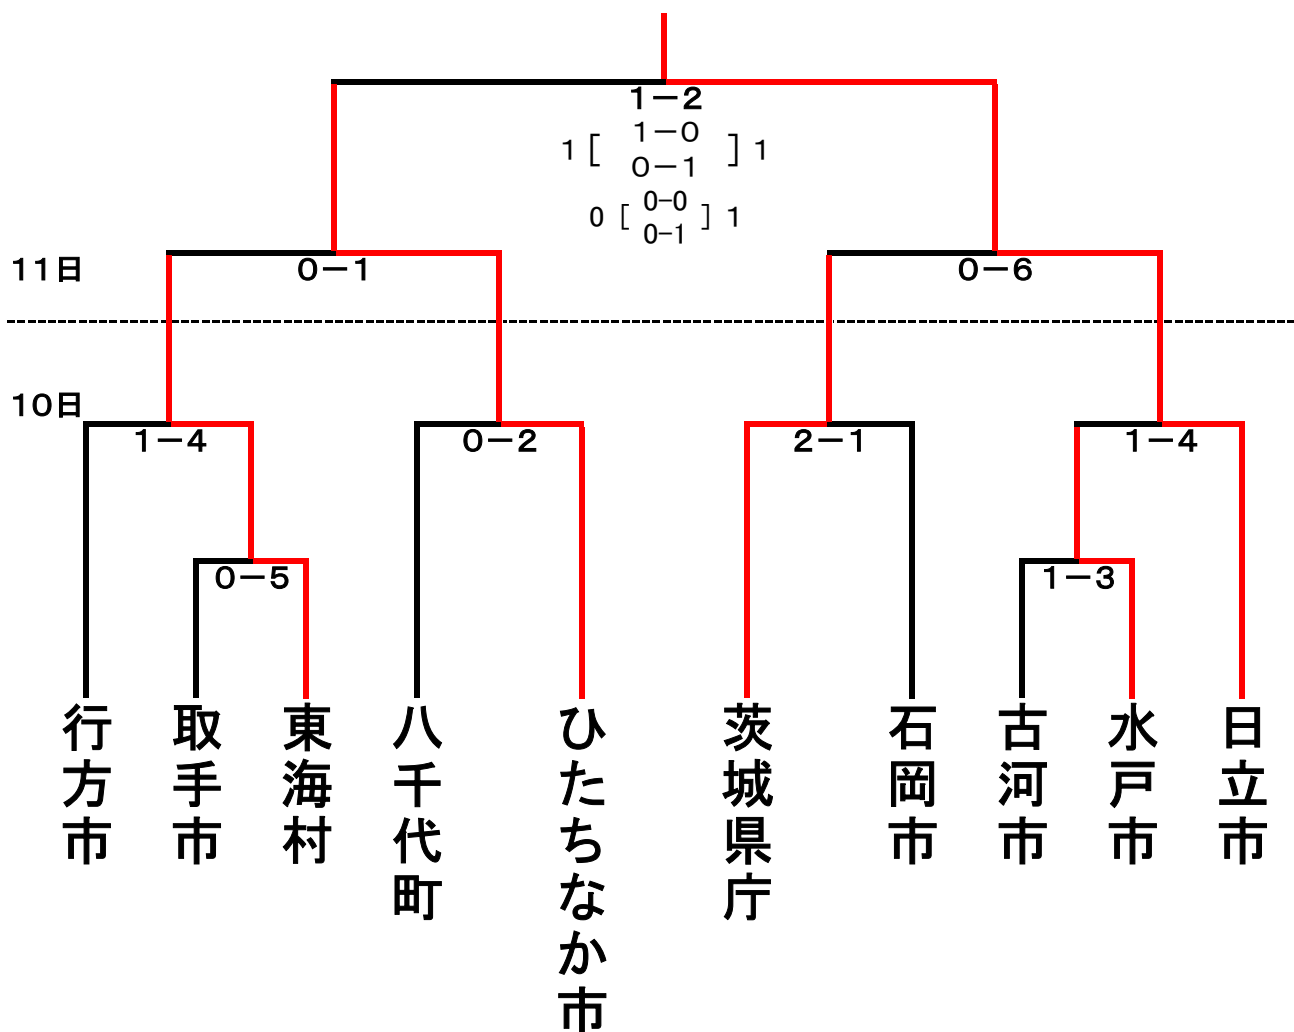 １－２
１［ １－０ ］１
０－１
０［ 0-0 ］１
0-1
１１日
０－１
０－６
１０日
１－４
０－２
２－１
１－４
０－５
１－３
行方市
取手市
東海村
八千代町
ひたちなか市
茨城県庁
石岡市
古河市
水戸市
日立市